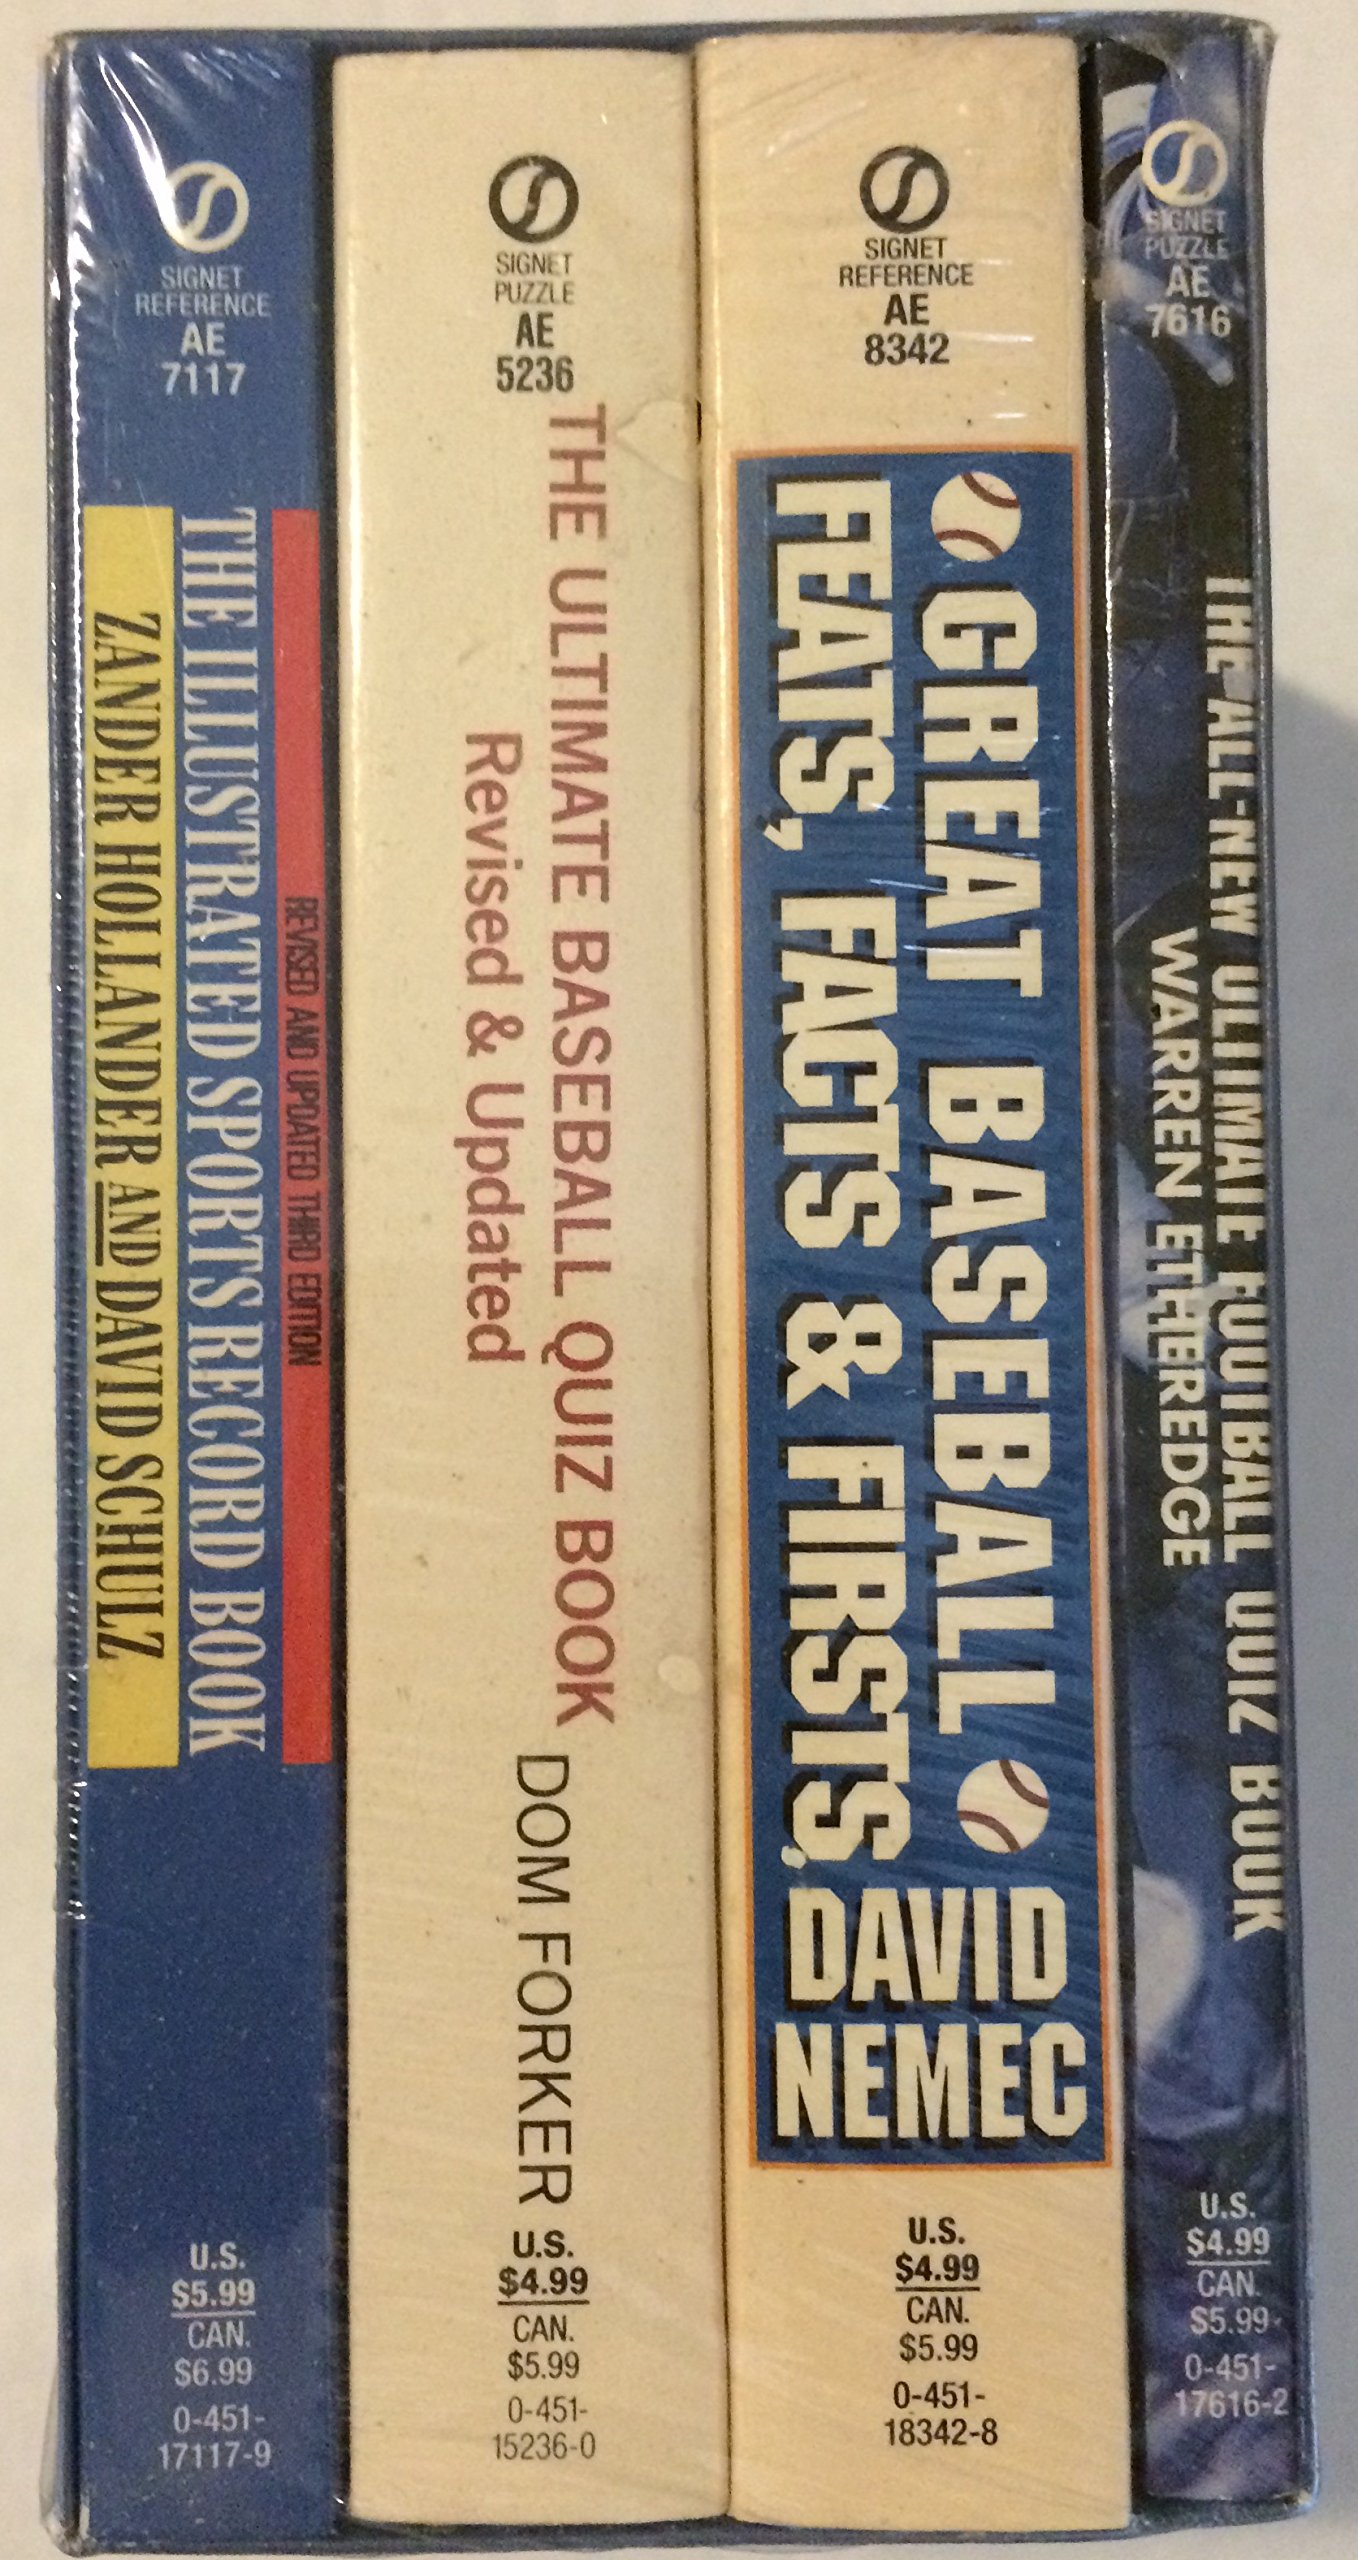 SIGNET
REFERENCE
AE
7117
REVISED AND UPDATED THIRD EDITION
THE ILLUSTRATED SPORTS RECORD BOOK
ZANDER HOLLANDER AND DAVID SCHULZ
U.S.
$5.99
CAN.
$6.99
0-451-
17117-9
SIGNET
PUZZLE
AE
5236
THE ULTIMATE BASEBALL QUIZ BOOK
Revised & Updated
DOM FORKER
U.S.
$4.99
CAN.
$5.99
0-451-
15236-0
SIGNET
REFERENCE
AE
8342
GREAT BASEBALL
FEATS, FACTS & FIRSTS
DAVID
NEMEC
U.S.
$4.99
CAN.
$5.99
0-451-
18342-8
SIGNET
PUZZLE
AE
7616
THE ALL-NEW ULTIMATE FOOTBALL QUIZ BOOK
WARREN ETHEREDGE
U.S.
$4.99
CAN.
$5.99
0-451-
17616-2